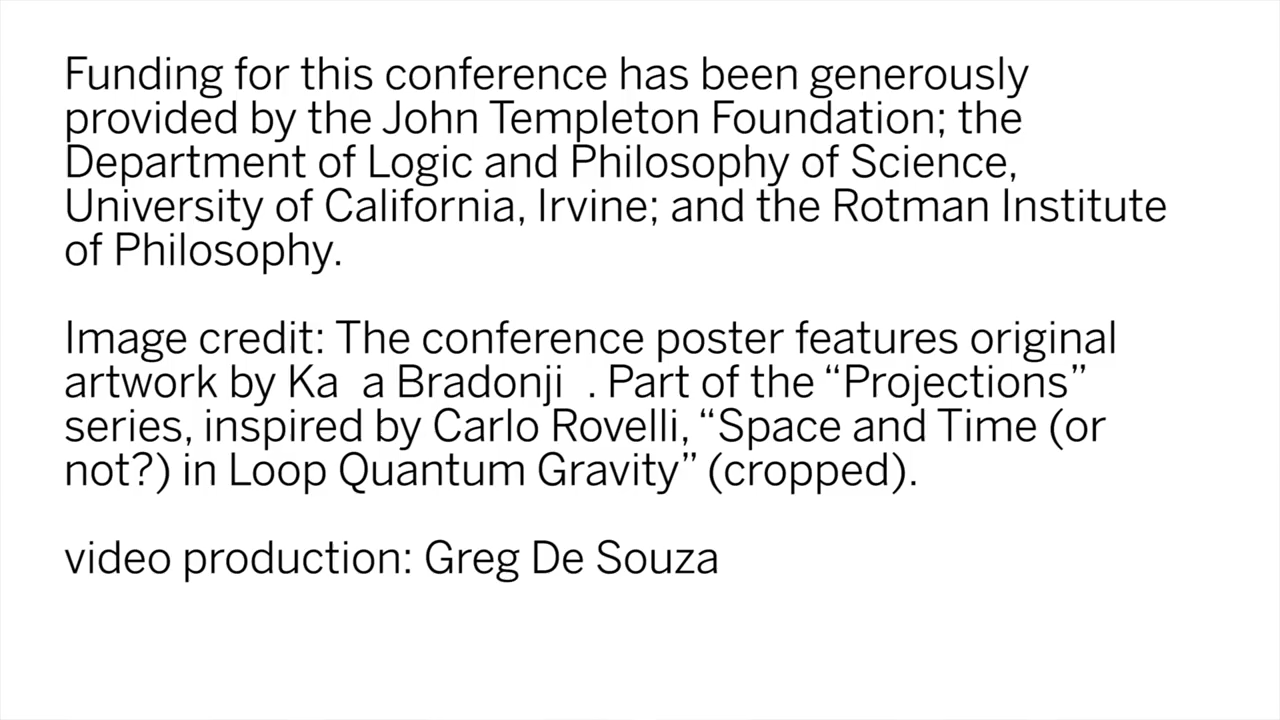 Funding for this conference has been generously
provided by the John Templeton Foundation; the
Department of Logic and Philosophy of Science,
University of California, Irvine; and the Rotman Institute
of Philosophy.
Image credit: The conference poster features original
artwork by Ka  a Bradonji  . Part of the “Projections”
series, inspired by Carlo Rovelli, “Space and Time (or
not?) in Loop Quantum Gravity” (cropped).
video production: Greg De Souza